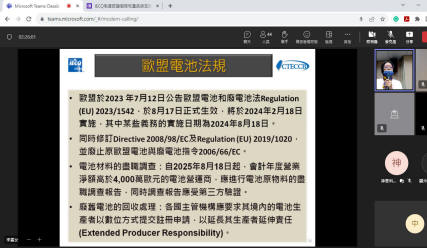 Microsoft Teams Classic
teams.microsoft.com/_#/modern-calling/
02:26:01
歐盟電池法規
CTECCB
• 歐盟於2023 年7月12日公告歐盟電池和廢電池法Regulation
(EU) 2023/1542,於8月17日正式生效,將於2024年2月18日
實施,其中某些義務的實施日期為2024年8月18日。
• 同時修訂Directive 2008/98/EC及Regulation (EU) 2019/1020,
並廢止原歐盟電池與廢電池指令2006/66/EC。
• 電池材料的盡職調查:自2025年8月18日起,會計年度營業
淨額高於4,000萬歐元的電池營運商,應進行電池原物料的盡
職調查報告,同時調查報告應受第三方驗證。
• 廢舊電池的回收處理:各國主管機構應要求其境內的電池生
產者以數位方式提交註冊申請,以延長其生產者延伸責任
(Extended Producer Responsibility)。
神
中